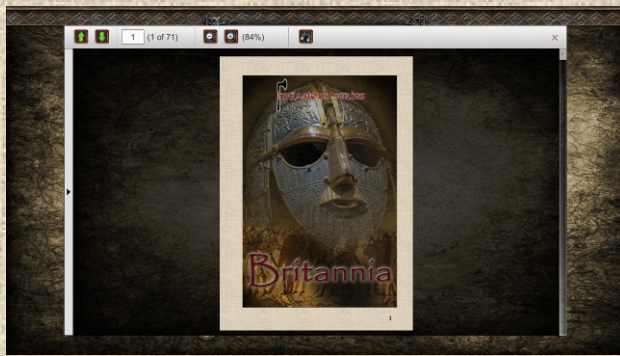 1 (1 of 71) (84%) x
INVASIONS SERIES
Britannia
1